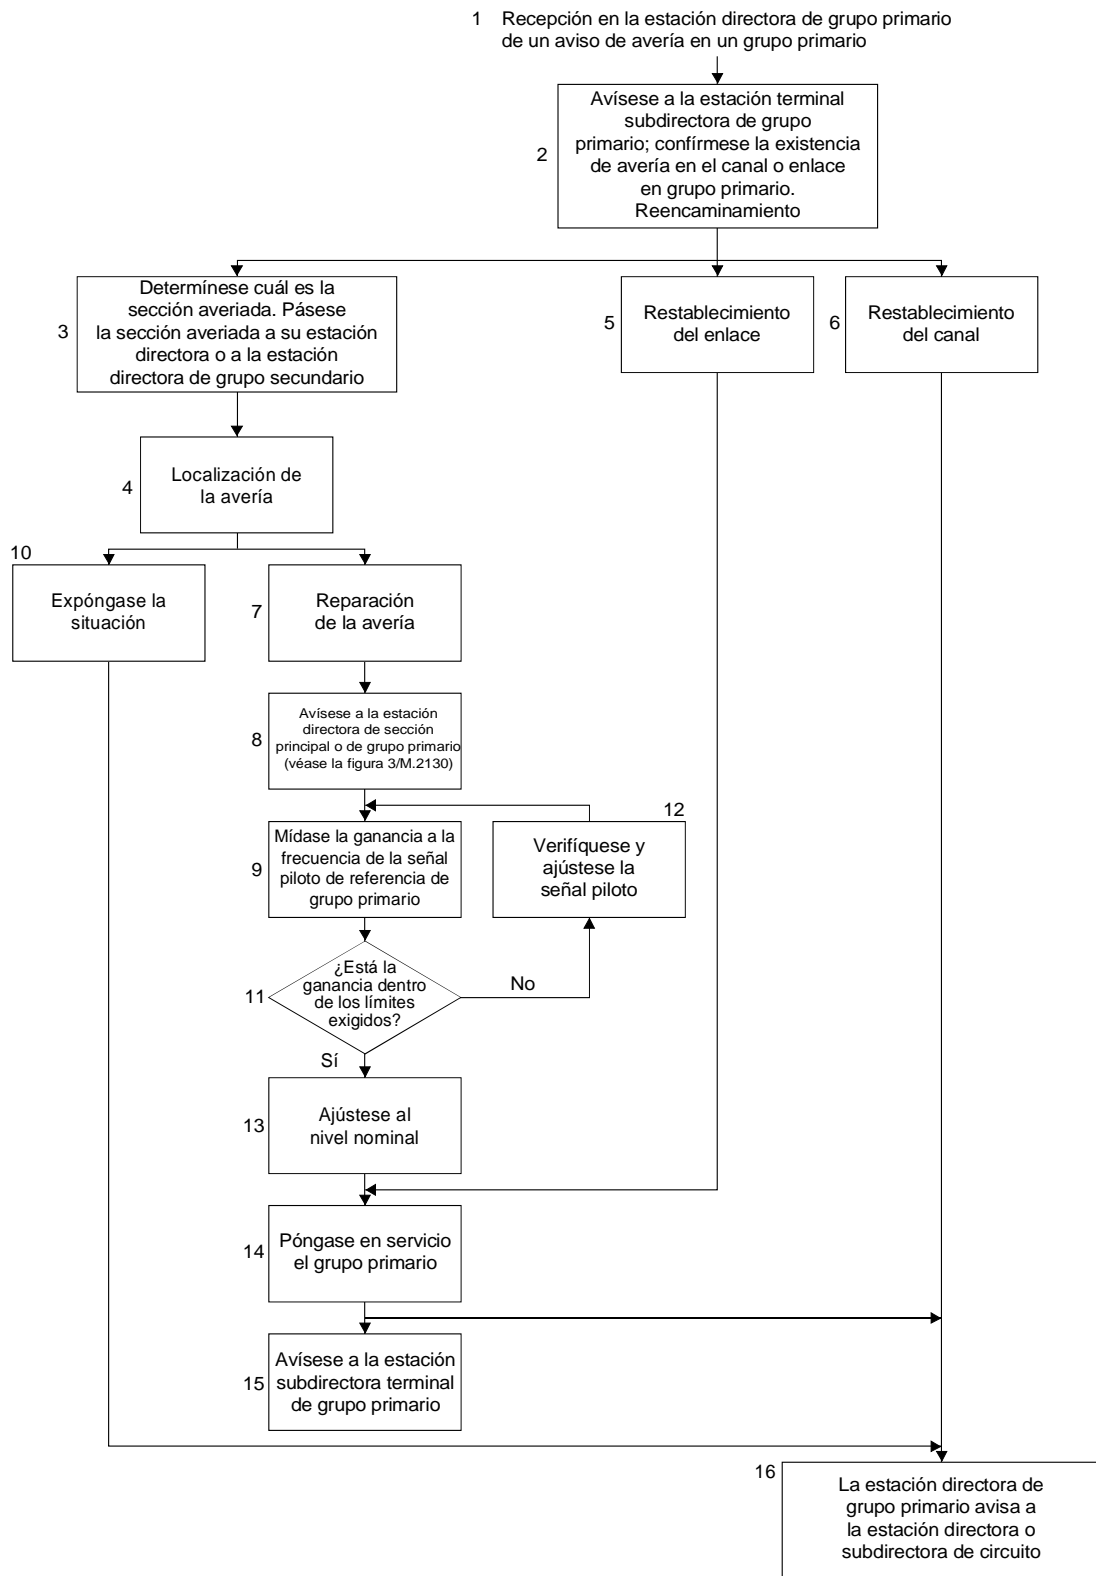 1 Recepción en la estación directora de grupo primario
de un aviso de avería en un grupo primario
2
Avísese a la estación terminal
subdirectora de grupo
primario; confírmese la existencia
de avería en el canal o enlace
en grupo primario.
Reencaminamiento
3
Determínese cuál es la
sección averiada. Pásese
la sección averiada a su estación
directora o a la estación
directora de grupo secundario
5
Restablecimiento
del enlace
6
Restablecimiento
del canal
4
Localización de
la avería
10
Expóngase la
situación
7
Reparación
de la avería
8
Avísese a la estación
directora de sección
principal o de grupo primario
(véase la figura 3/M.2130)
9
Mídase la ganancia a la
frecuencia de la señal
piloto de referencia de
grupo primario
12
Verifíquese y
ajústese la
señal piloto
11
¿Está la
ganancia dentro
de los límites
exigidos?
No
Sí
13
Ajústese al
nivel nominal
14
Póngase en servicio
el grupo primario
15
Avísese a la estación
subdirectora terminal
de grupo primario
16
La estación directora de
grupo primario avisa a
la estación directora o
subdirectora de circuito